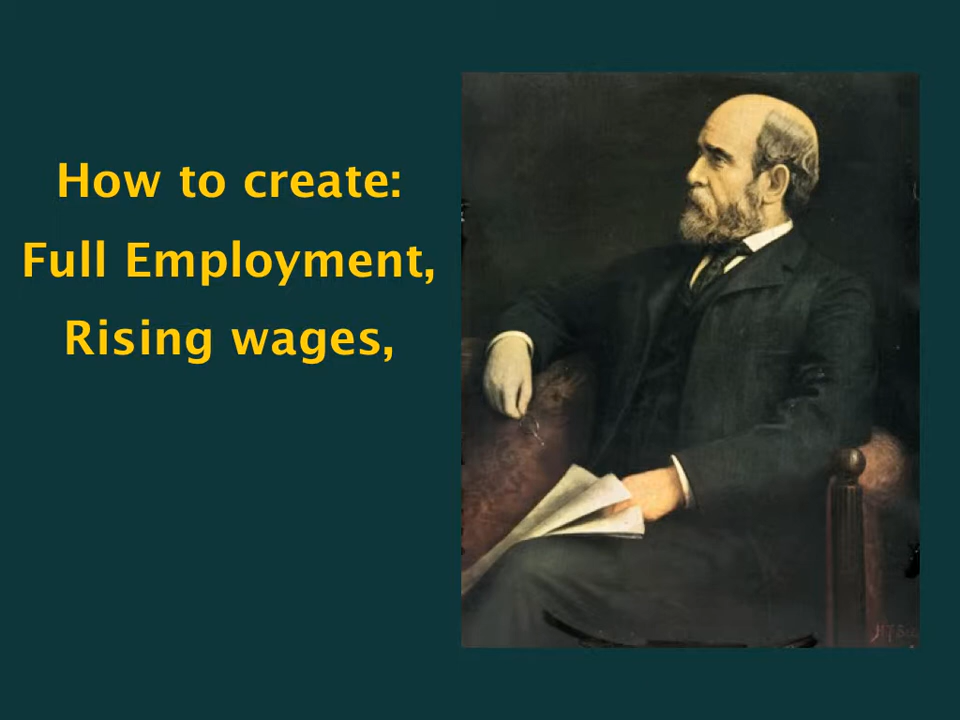 How to create:
Full Employment,
Rising wages,